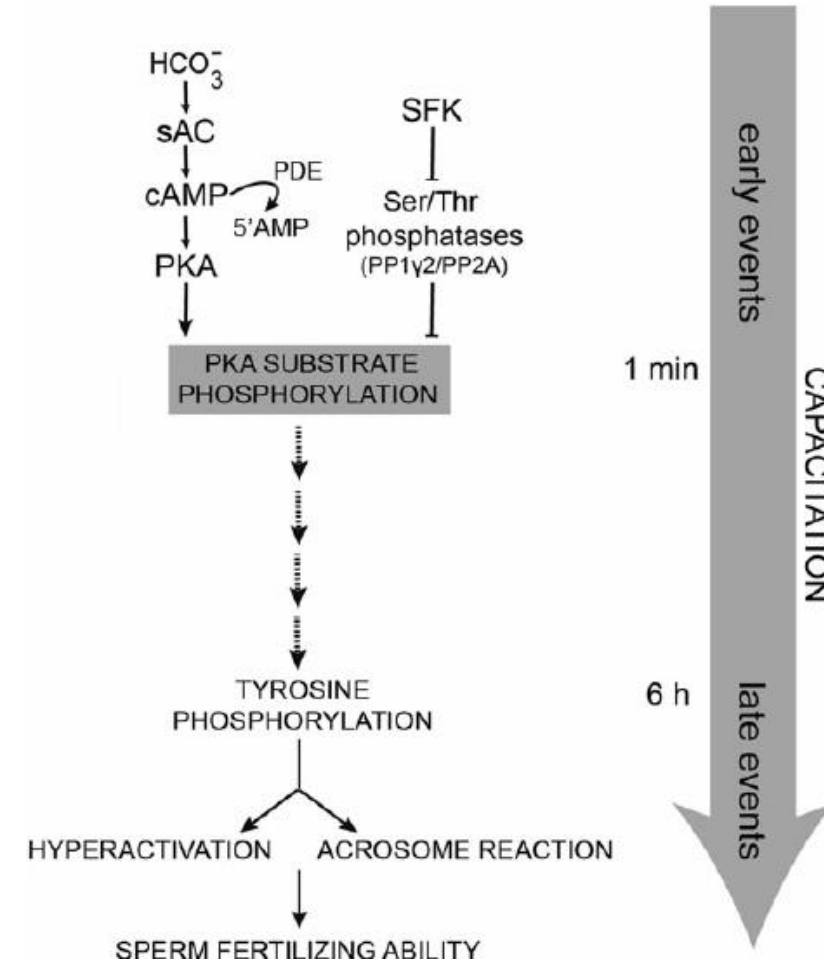 HCO₃⁻
sAC
cAMP
PDE
5'AMP
PKA
SFK
Ser/Thr
phosphatases
(PP1γ2/PP2A)
PKA SUBSTRATE
PHOSPHORYLATION
TYROSINE
PHOSPHORYLATION
HYPERACTIVATION
ACROSOME REACTION
SPERM FERTILIZING ABILITY
1 min
6 h
early events
late events
CAPACITATION